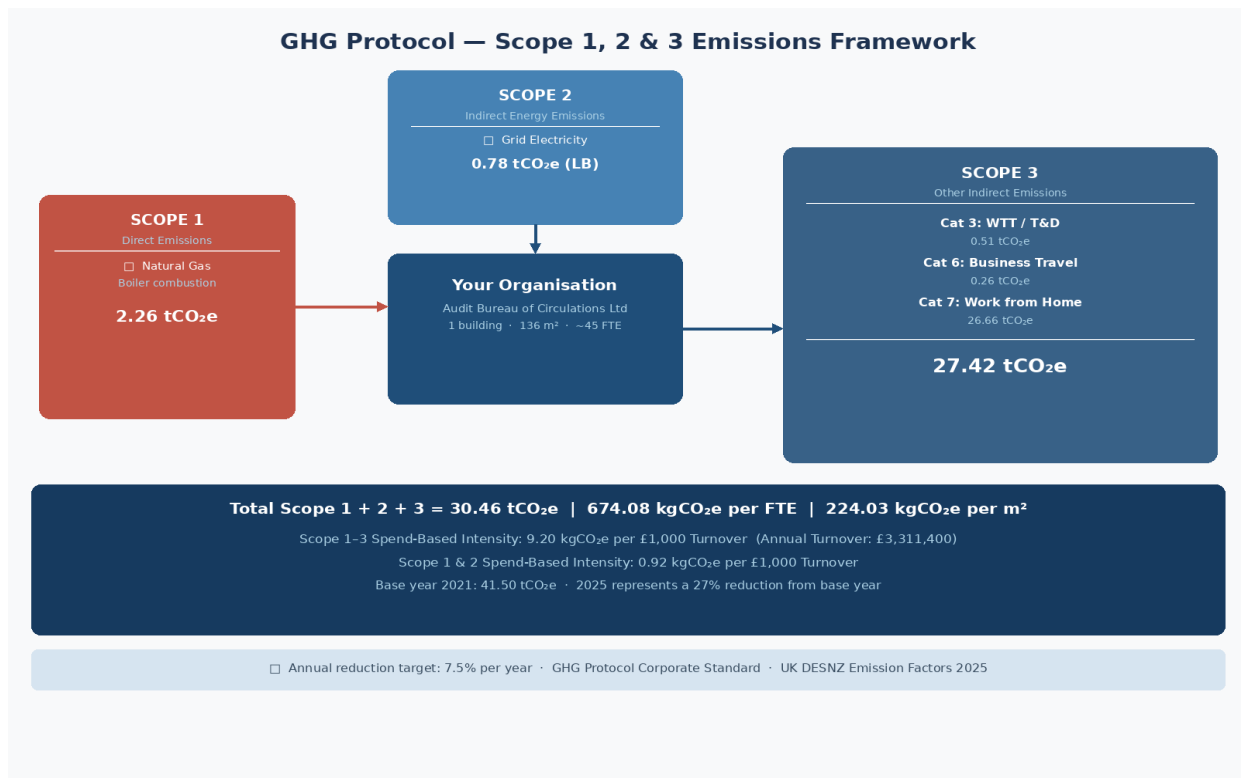 GHG Protocol — Scope 1, 2 & 3 Emissions Framework
SCOPE 1
Direct Emissions
□ Natural Gas
Boiler combustion
2.26 tCO₂e
SCOPE 2
Indirect Energy Emissions
□ Grid Electricity
0.78 tCO₂e (LB)
Your Organisation
Audit Bureau of Circulations Ltd
1 building · 136 m² · ~45 FTE
SCOPE 3
Other Indirect Emissions
Cat 3: WTT / T&D
0.51 tCO₂e
Cat 6: Business Travel
0.26 tCO₂e
Cat 7: Work from Home
26.66 tCO₂e
27.42 tCO₂e
Total Scope 1 + 2 + 3 = 30.46 tCO₂e | 674.08 kgCO₂e per FTE | 224.03 kgCO₂e per m²
Scope 1–3 Spend-Based Intensity: 9.20 kgCO₂e per £1,000 Turnover (Annual Turnover: £3,311,400)
Scope 1 & 2 Spend-Based Intensity: 0.92 kgCO₂e per £1,000 Turnover
Base year 2021: 41.50 tCO₂e · 2025 represents a 27% reduction from base year
□ Annual reduction target: 7.5% per year · GHG Protocol Corporate Standard · UK DESNZ Emission Factors 2025